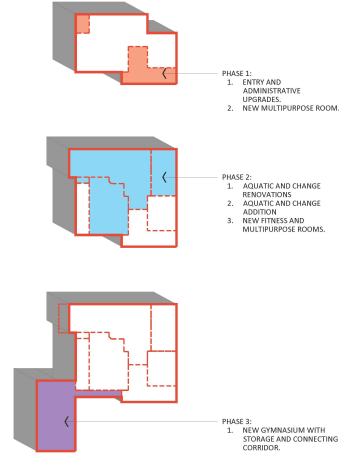 PHASE 1:
1. ENTRY AND
ADMINISTRATIVE
UPGRADES.
2. NEW MULTIPURPOSE ROOM.
PHASE 2:
1. AQUATIC AND CHANGE
RENOVATIONS
2. AQUATIC AND CHANGE
ADDITION
3. NEW FITNESS AND
MULTIPURPOSE ROOMS.
PHASE 3:
1. NEW GYMNASIUM WITH
STORAGE AND CONNECTING
CORRIDOR.